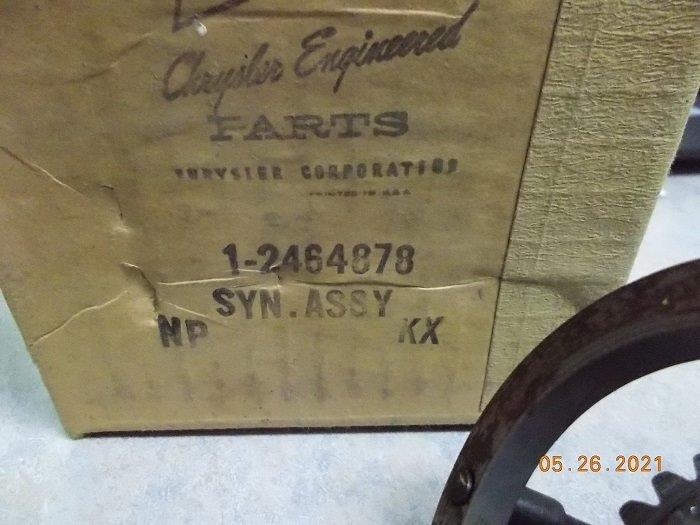 Chrysler Engineered
PARTS
CHRYSLER CORPORATION
PRINTED IN U.S.A.
1-2464878
SYN.ASSY
NP KX
05.26.2021